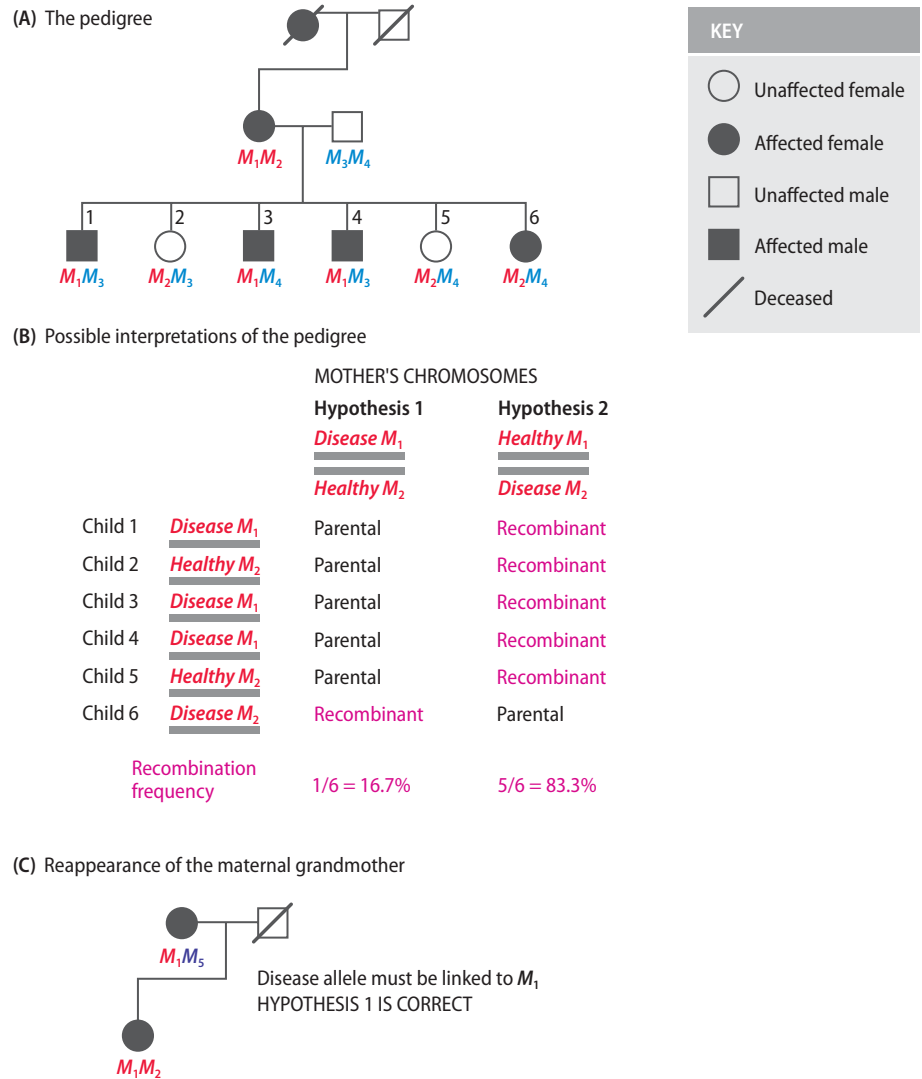 (A) The pedigree
KEY
Unaffected female
Affected female
Unaffected male
Affected male
Deceased
M₁M₂ M₃M₄
1 2 3 4 5 6
M₁M₃ M₂M₃ M₁M₄ M₁M₃ M₂M₄ M₂M₄
(B) Possible interpretations of the pedigree
MOTHER'S CHROMOSOMES
Hypothesis 1 Hypothesis 2
Disease M₁ Healthy M₁
Healthy M₂ Disease M₂
Child 1 Disease M₁ Parental Recombinant
Child 2 Healthy M₂ Parental Recombinant
Child 3 Disease M₁ Parental Recombinant
Child 4 Disease M₁ Parental Recombinant
Child 5 Healthy M₂ Parental Recombinant
Child 6 Disease M₂ Recombinant Parental
Recombination
frequency 1/6 = 16.7% 5/6 = 83.3%
(C) Reappearance of the maternal grandmother
M₁M₅
Disease allele must be linked to M₁
HYPOTHESIS 1 IS CORRECT
M₁M₂